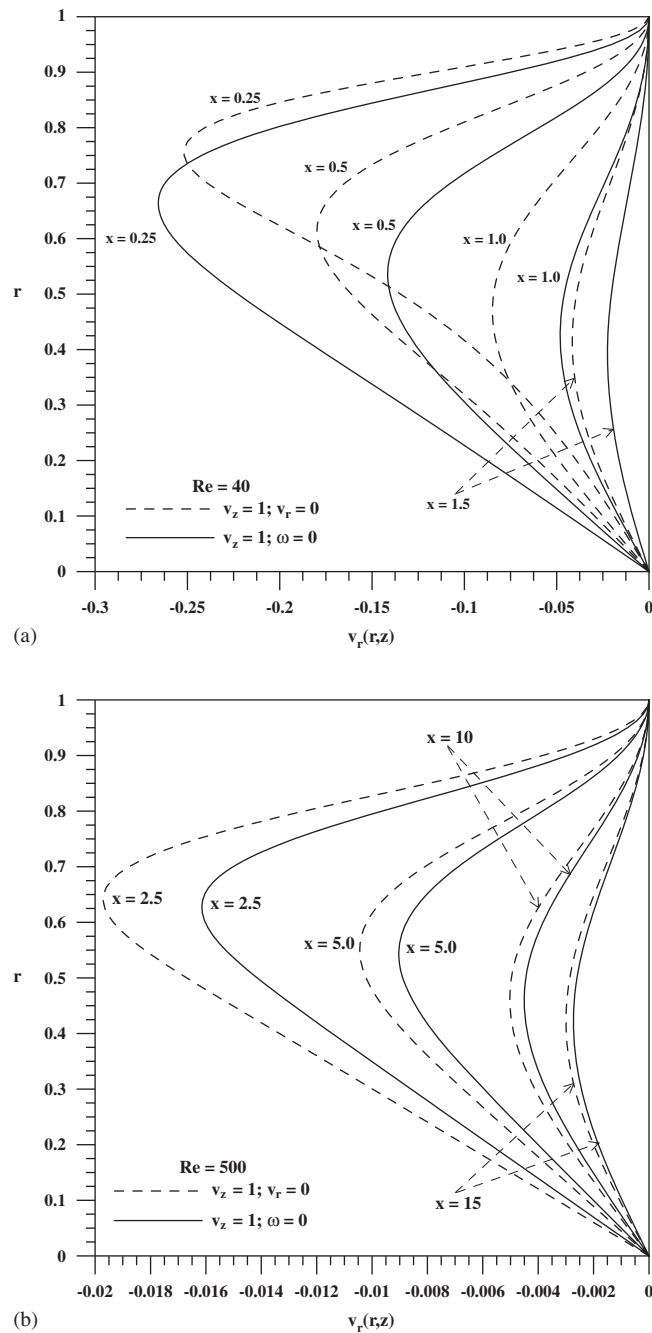 1
0.9
x = 0.25
0.8
x = 0.5
0.7
0.6
x = 0.5
x = 1.0
x = 0.25
r
0.5
x = 1.0
0.4
0.3
0.2
Re = 40
x = 1.5
v_z = 1; v_r = 0
0.1
v_z = 1; ω = 0
0
-0.3 -0.25 -0.2 -0.15 -0.1 -0.05 0
(a)
v_r(r,z)
1
x = 10
0.9
0.8
0.7
x = 2.5 x = 2.5
0.6
x = 5.0 x = 5.0
r
0.5
0.4
0.3
0.2
Re = 500
v_z = 1; v_r = 0
x = 15
0.1
v_z = 1; ω = 0
0
-0.02 -0.018 -0.016 -0.014 -0.012 -0.01 -0.008 -0.006 -0.004 -0.002 0
(b)
v_r(r,z)